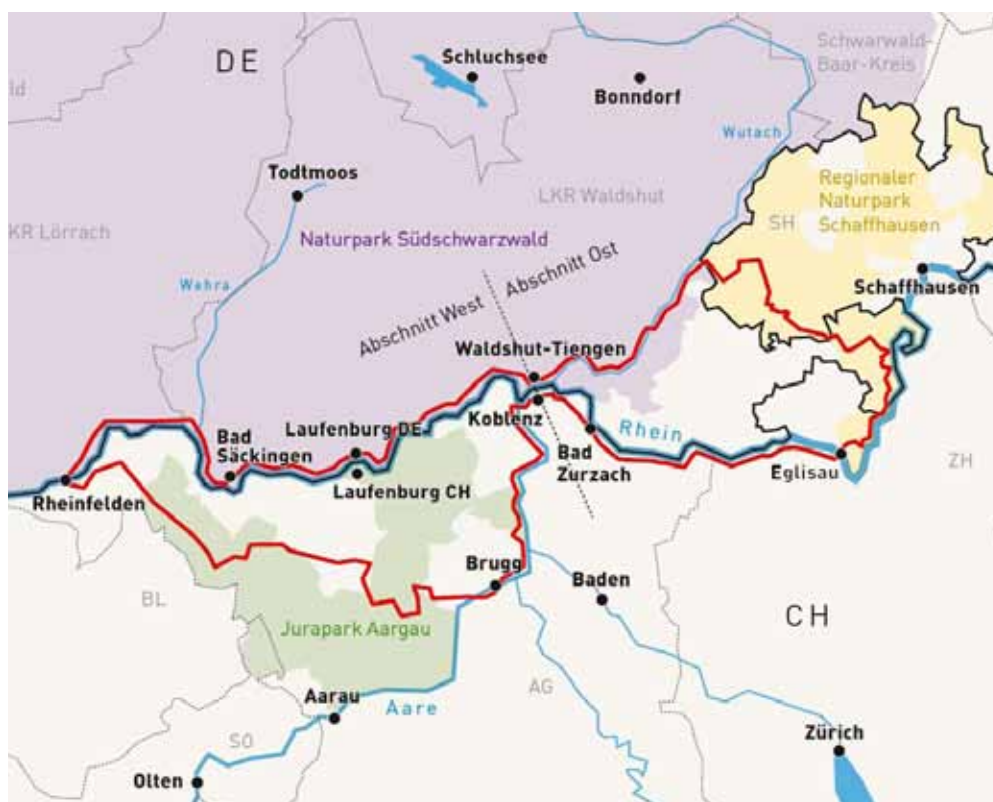 DE
Schluchsee
Schwarwald-
Baar-Kreis
ld
Bonndorf
Wutach
Todtmoos
LKR Waldshut
Regionaler
Naturpark
Schaffhausen
SH
KR Lörrach
Naturpark Südschwarzwald
Wehra
Abschnitt West
Abschnitt Ost
Schaffhausen
Waldshut-Tiengen
Laufenburg DE
Koblenz
Rhein
Bad
Säckingen
Bad
Zurzach
Eglisau
ZH
Rheinfelden
Laufenburg CH
Brugg
Baden
BL
CH
Jurapark Aargau
AG
Aarau
Aare
SO
Zürich
Olten